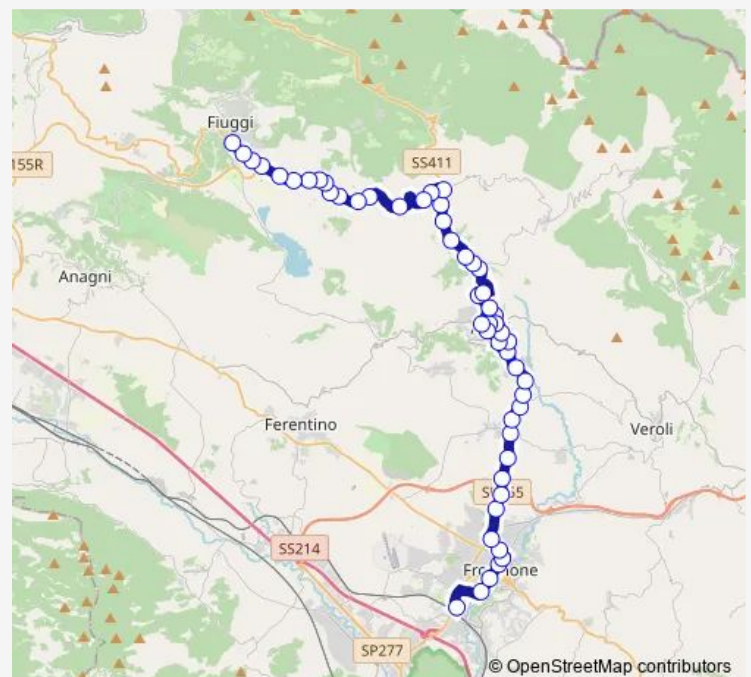 Fiuggi
155R
SS411
Anagni
Ferentino
Veroli
SS214
SP277
© OpenStreetMap contributors